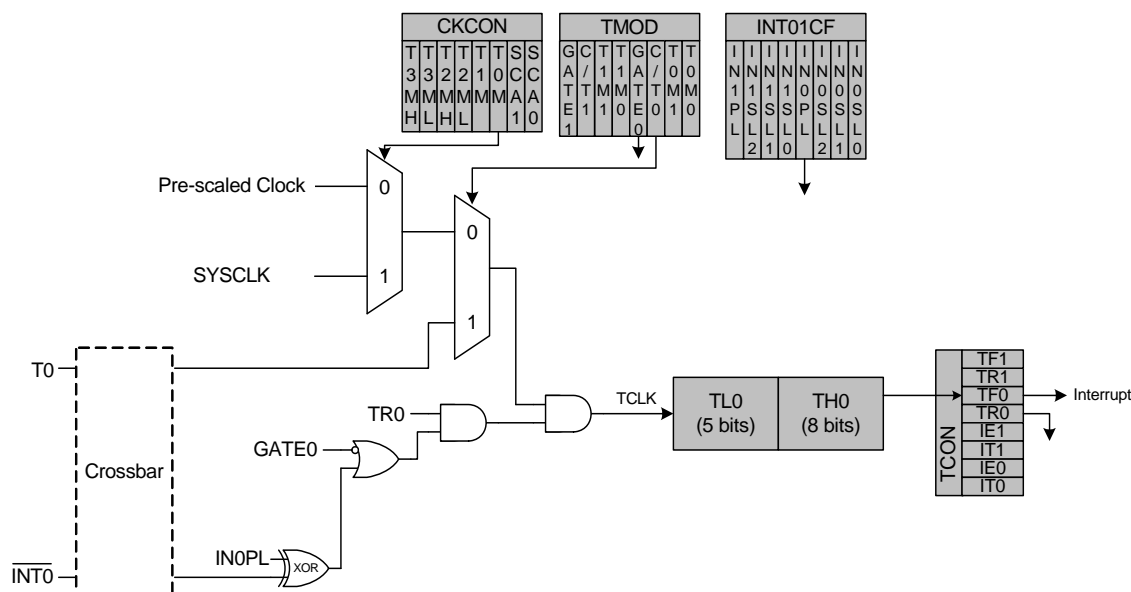 CKCON
T3MH
T3ML
T2MH
T2ML
T1M
T0M
SCA1
SCA0
TMOD
GATE1
C/T1
T1M1
T1M0
GATE0
C/T0
T0M1
T0M0
INT01CF
IN1PL
IN1SL2
IN1SL1
IN1SL0
IN0PL
IN0SL2
IN0SL1
IN0SL0
Pre-scaled Clock
0
SYSCLK
1
0
1
T0
Crossbar
INT0
TR0
GATE0
IN0PL
XOR
TCLK
TL0
(5 bits)
TH0
(8 bits)
TCON
TF1
TR1
TF0
TR0
IE1
IT1
IE0
IT0
Interrupt